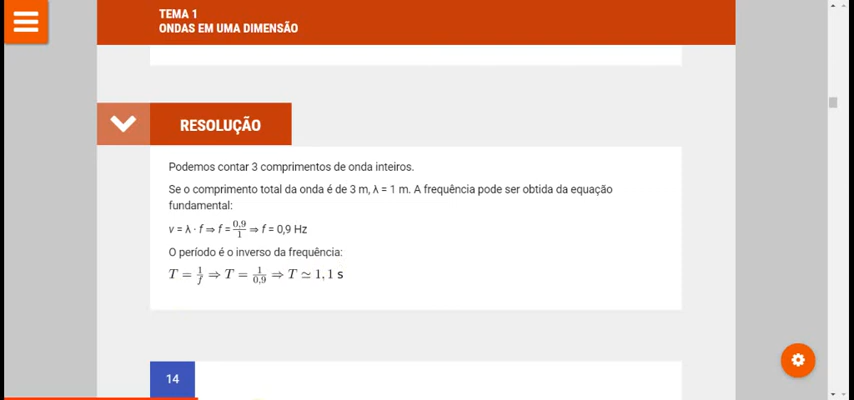 TEMA 1
ONDAS EM UMA DIMENSÃO
RESOLUÇÃO
Podemos contar 3 comprimentos de onda inteiros.
Se o comprimento total da onda é de 3 m, λ = 1 m. A frequência pode ser obtida da equação
fundamental:
v = λ · f ⇒ f = 0,9/1 ⇒ f = 0,9 Hz
O período é o inverso da frequência:
T = 1/f ⇒ T = 1/0,9 ⇒ T ≃ 1,1 s
14